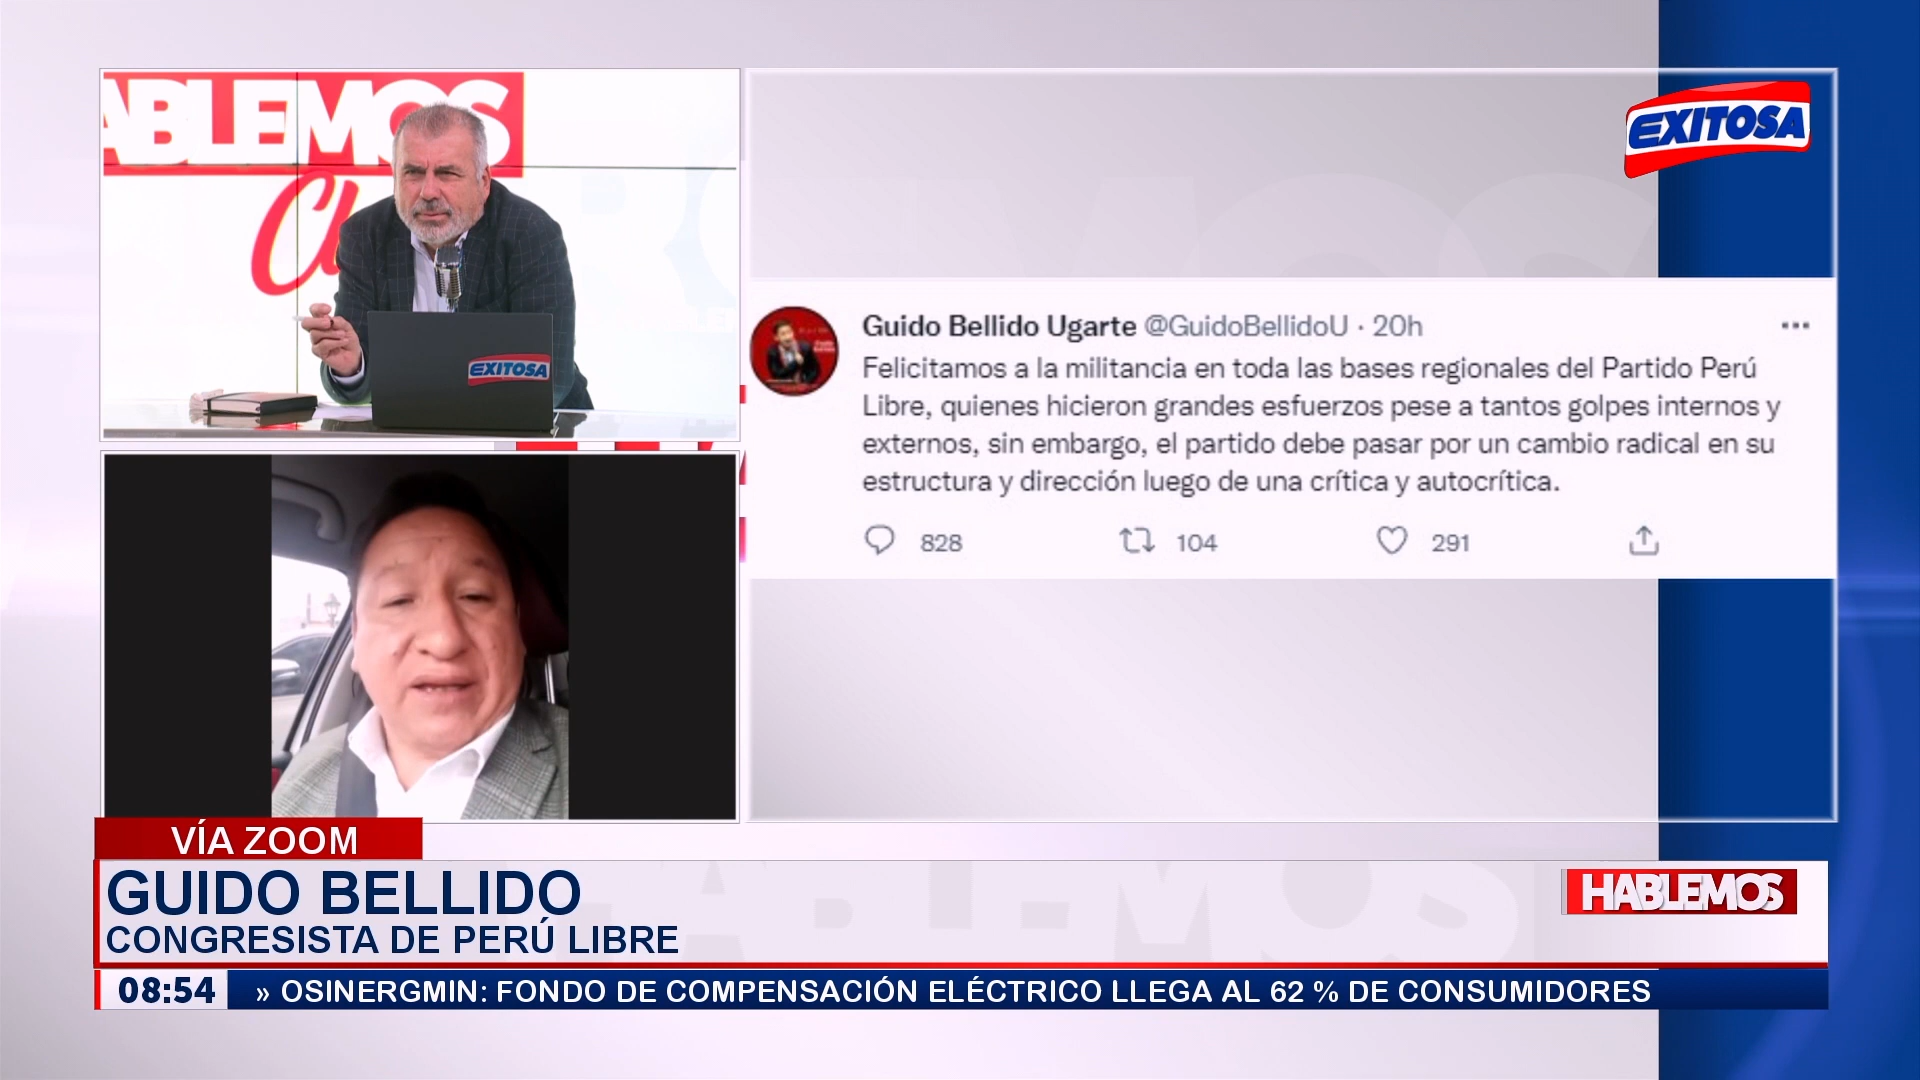 ABLEMOS
Cl
EXITOSA
EXITOSA
Guido Bellido Ugarte @GuidoBellidoU · 20h
Felicitamos a la militancia en toda las bases regionales del Partido Perú
Libre, quienes hicieron grandes esfuerzos pese a tantos golpes internos y
externos, sin embargo, el partido debe pasar por un cambio radical en su
estructura y dirección luego de una crítica y autocrítica.
828 104 291
VÍA ZOOM
GUIDO BELLIDO
CONGRESISTA DE PERÚ LIBRE
HABLEMOS
08:54 » OSINERGMIN: FONDO DE COMPENSACIÓN ELÉCTRICO LLEGA AL 62 % DE CONSUMIDORES